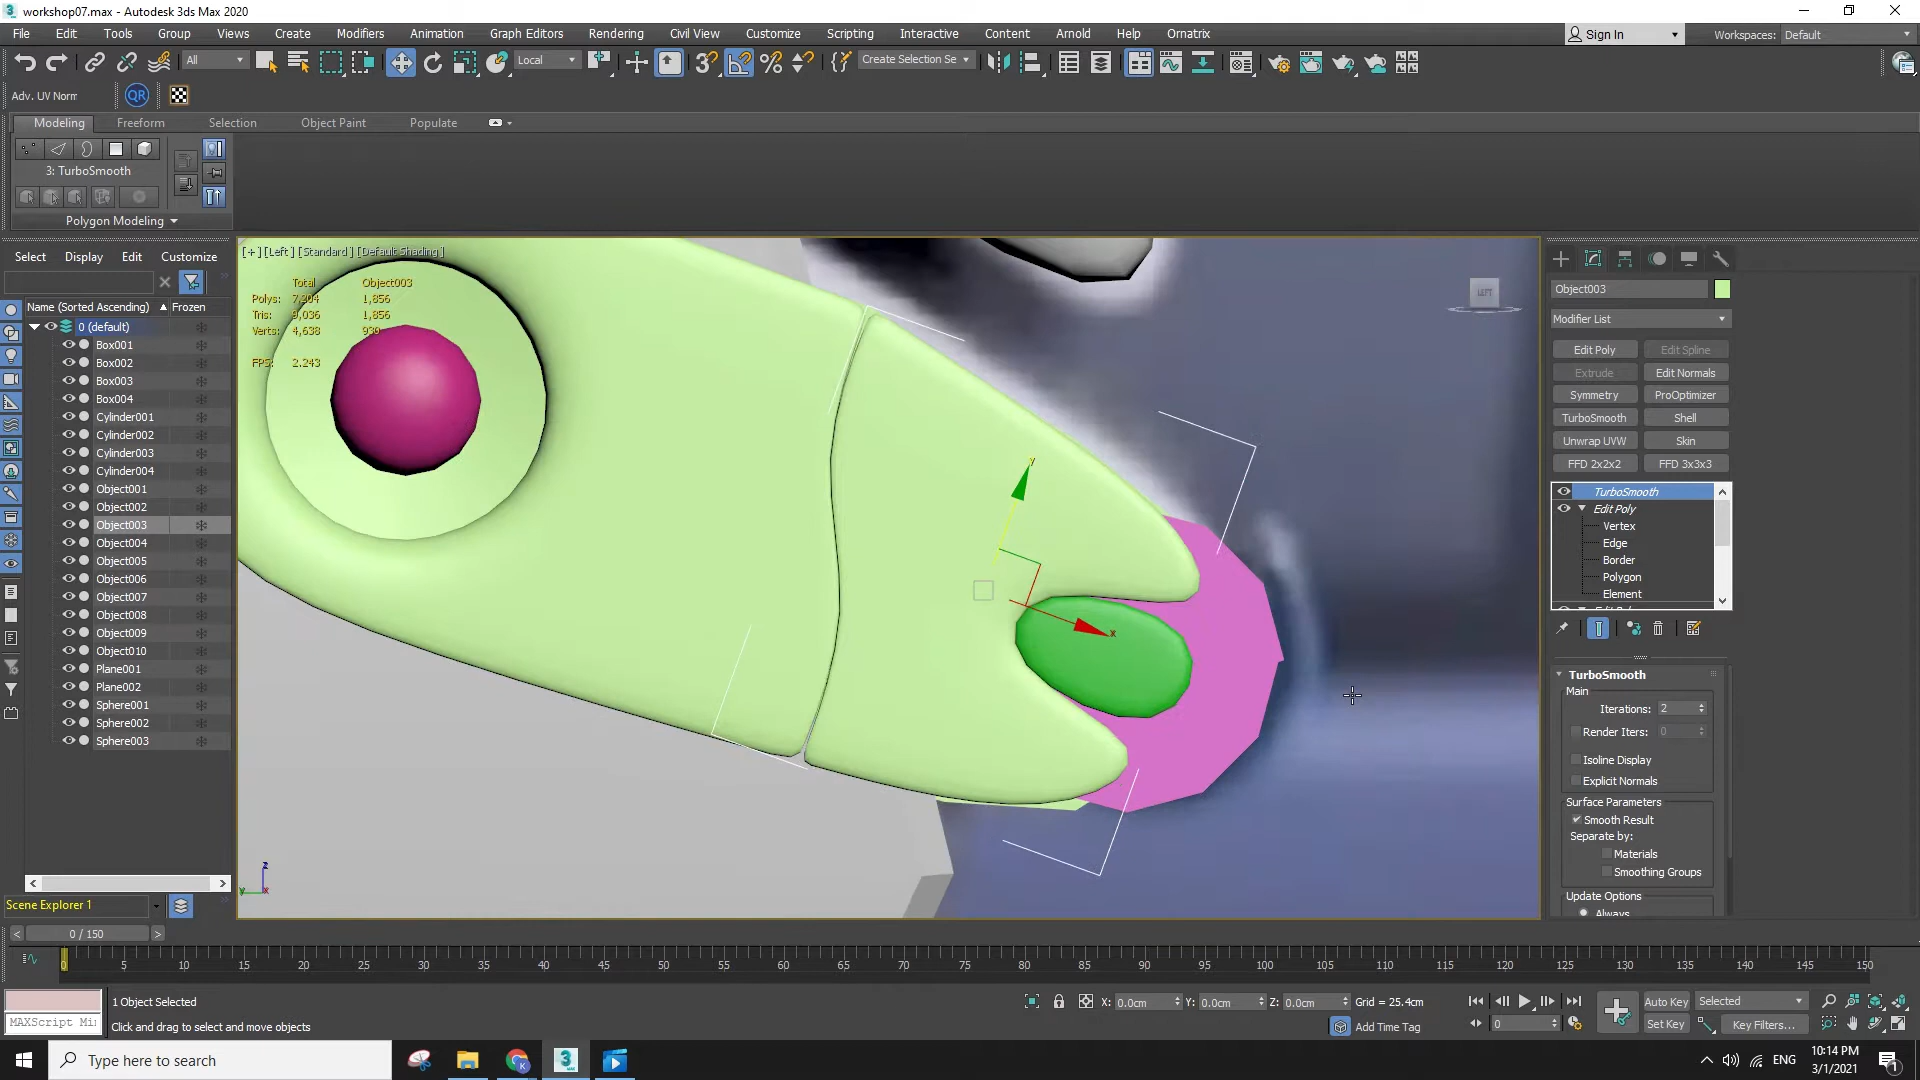 workshop07.max - Autodesk 3ds Max 2020
File Edit Tools Group Views Create Modifiers Animation Graph Editors Rendering Civil View Customize Scripting Interactive Content Arnold Help Ornatrix
Sign In
Workspaces: Default
All
Local
Create Selection Se
Adv. UV Norm
QR
Modeling Freeform Selection Object Paint Populate
3: TurboSmooth
Polygon Modeling
Select Display Edit Customize
[+] [Left] [Standard] [Default Shading]
Total Object003
Polys: 7,204 1,856
Tris: 9,036 1,856
Verts: 4,638 930
FPS: 2.243
LEFT
y
x
z
y
x
Name (Sorted Ascending) Frozen
0 (default)
Box001
Box002
Box003
Box004
Cylinder001
Cylinder002
Cylinder003
Cylinder004
Object001
Object002
Object003
Object004
Object005
Object006
Object007
Object008
Object009
Object010
Plane001
Plane002
Sphere001
Sphere002
Sphere003
Scene Explorer 1
Object003
Modifier List
Edit Poly Edit Spline
Extrude Edit Normals
Symmetry ProOptimizer
TurboSmooth Shell
Unwrap UVW Skin
FFD 2x2x2 FFD 3x3x3
TurboSmooth
Edit Poly
Vertex
Edge
Border
Polygon
Element
TurboSmooth
Main
Iterations: 2
Render Iters: 0
Isoline Display
Explicit Normals
Surface Parameters
Smooth Result
Separate by:
Materials
Smoothing Groups
Update Options
Always
0 / 150
0 5 10 15 20 25 30 35 40 45 50 55 60 65 70 75 80 85 90 95 100 105 110 115 120 125 130 135 140 145 150
1 Object Selected
MAXScript Mi
Click and drag to select and move objects
X: 0.0cm Y: 0.0cm Z: 0.0cm Grid = 25.4cm
Add Time Tag
0
Auto Key Selected
Set Key Key Filters...
Type here to search
ENG
10:14 PM
3/1/2021
1